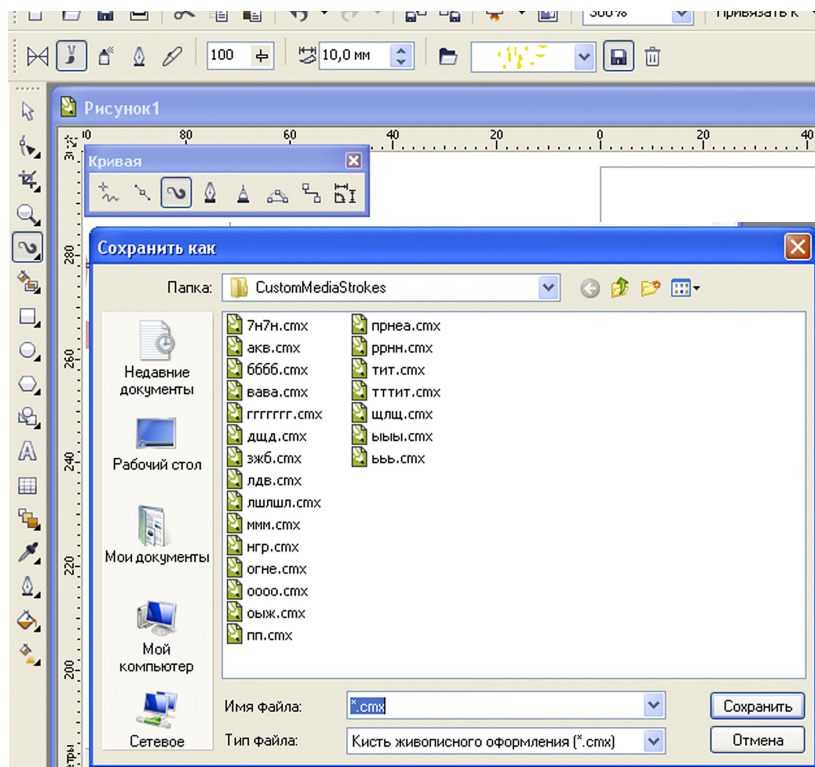 300%
Привязать к
100
10,0 мм
Рисунок1
80 60 40 20 0 20 40
Кривая
280
260
240
220
200
Сохранить как
Папка: CustomMediaStrokes
Недавние
документы
Рабочий стол
Мои документы
Мой
компьютер
Сетевое
7н7н.cmx
акв.cmx
бббб.cmx
вава.cmx
ггггггг.cmx
дщд.cmx
зжб.cmx
лдв.cmx
лшлшл.cmx
ммм.cmx
нгр.cmx
огне.cmx
оооо.cmx
оыж.cmx
пп.cmx
прнеа.cmx
ррнн.cmx
тит.cmx
тттит.cmx
щлщ.cmx
ыыы.cmx
ььь.cmx
Имя файла: *.cmx
Сохранить
Тип файла: Кисть живописного оформления (*.cmx)
Отмена